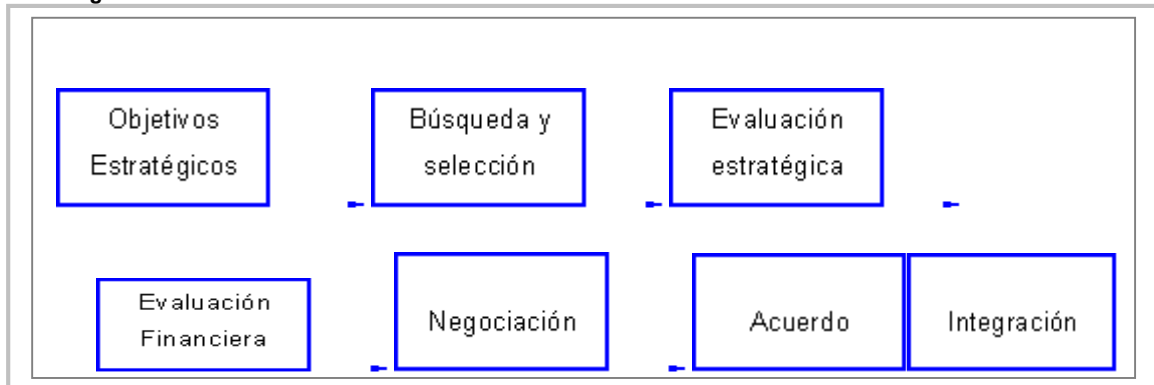 Objetivos
Estratégicos
Búsqueda y
selección
Evaluación
estratégica
Evaluación
Financiera
Negociación
Acuerdo
Integración